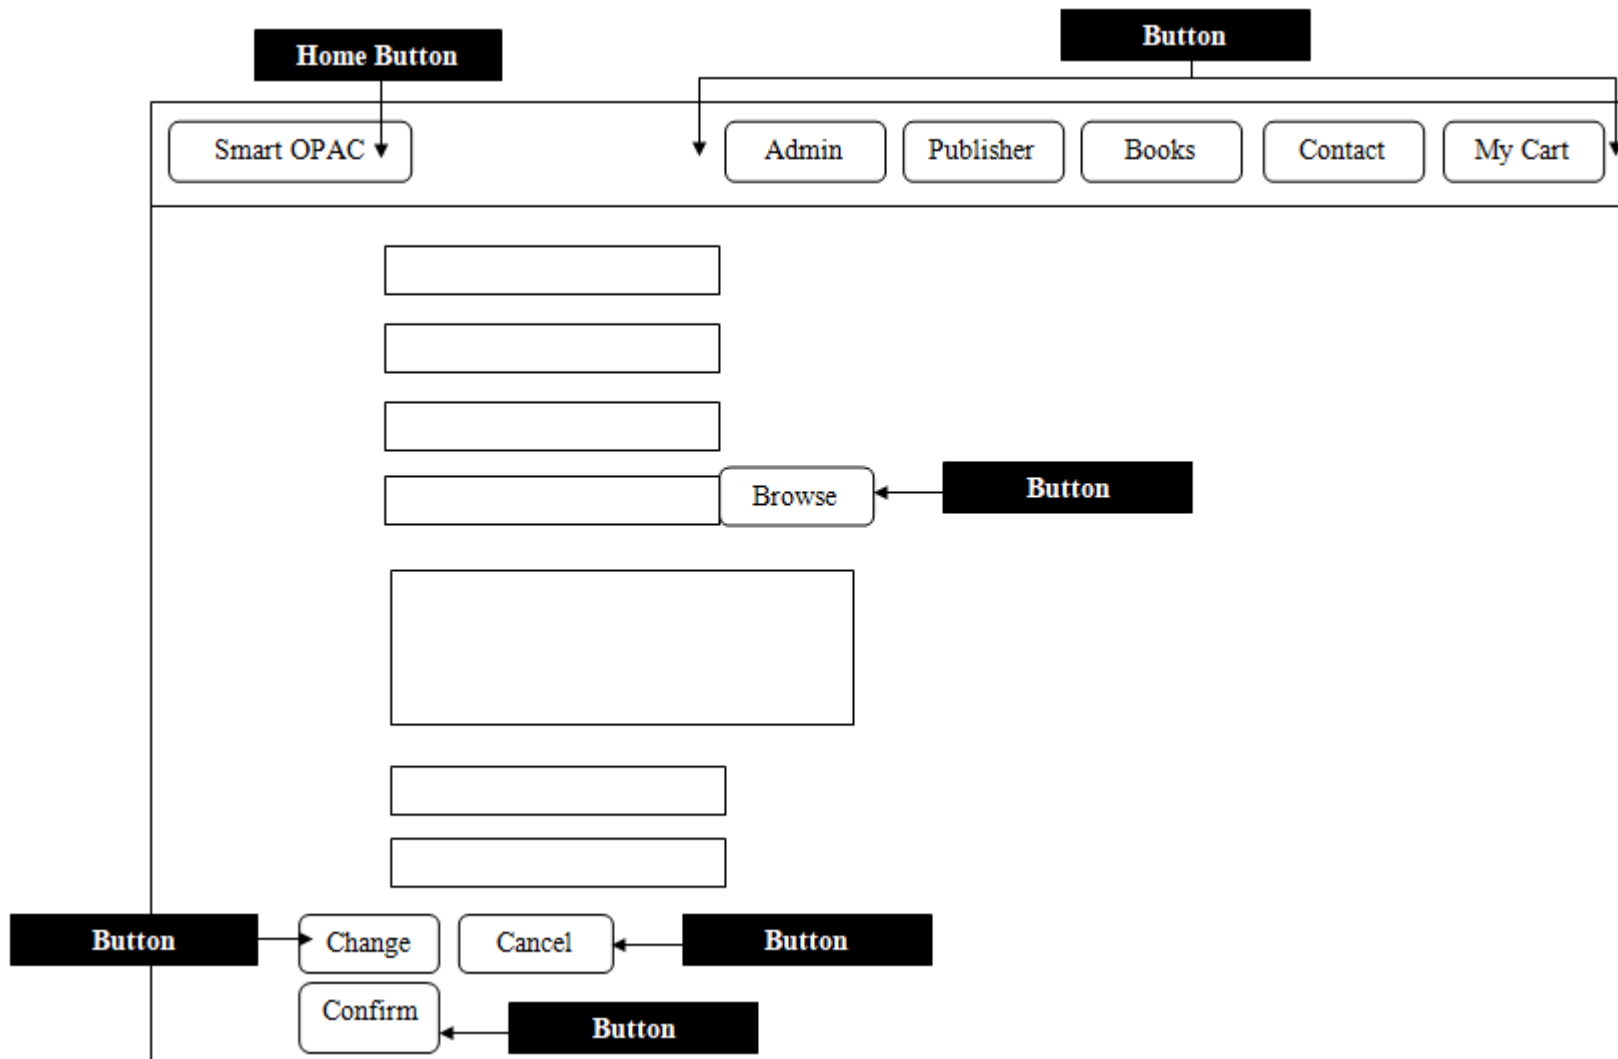 Home Button
Button
Smart OPAC
Admin
Publisher
Books
Contact
My Cart
Browse
Button
Button
Change
Cancel
Button
Confirm
Button